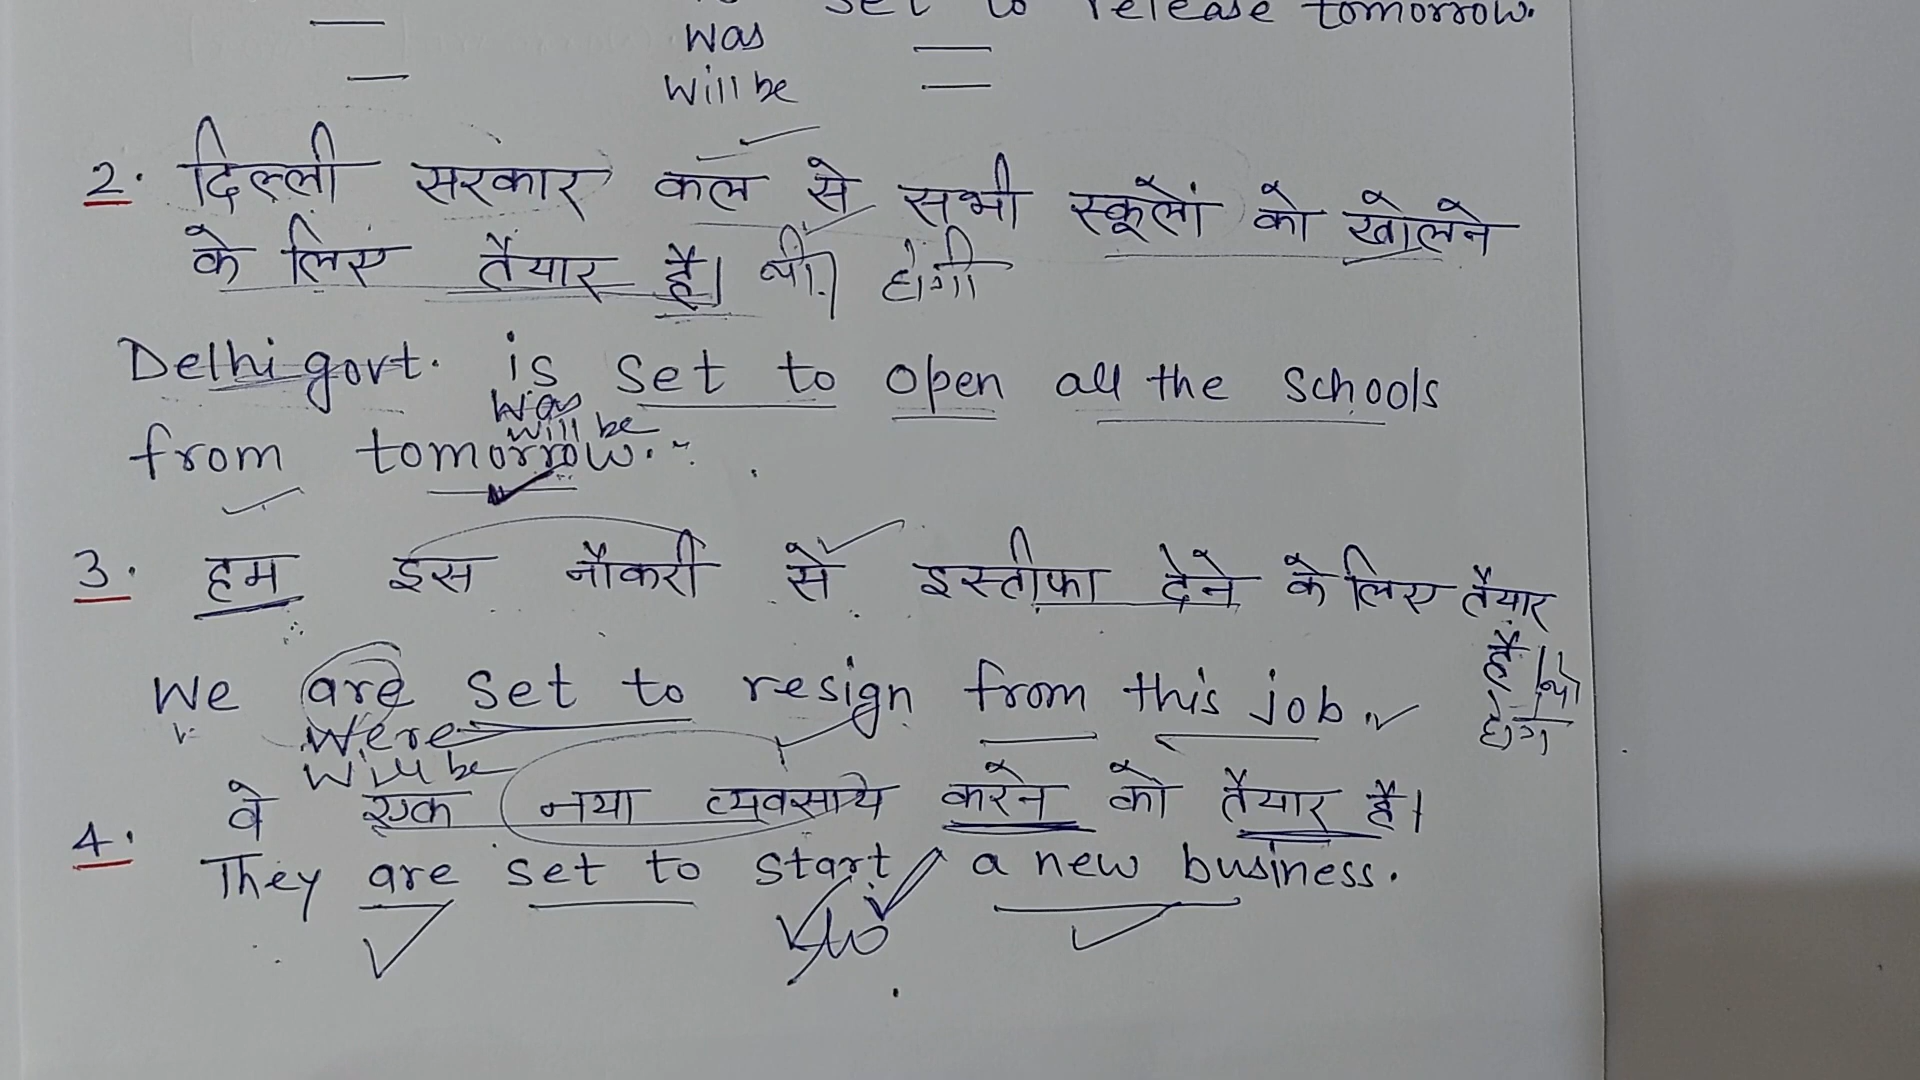 set to release tomorrow.
was
will be
2. दिल्ली सरकार कल से सभी स्कूलों को खोलने
के लिए तैयार है। थी। होगी
Delhi govt. is set to open all the schools
was
will be
from tomorrow.
3. हम इस नौकरी से इस्तीफा देने के लिए तैयार
है। थे
होंगे
We are set to resign from this job.
were
will be
4. वे एक नया व्यवसाय करने को तैयार है।
They are set to start a new business.